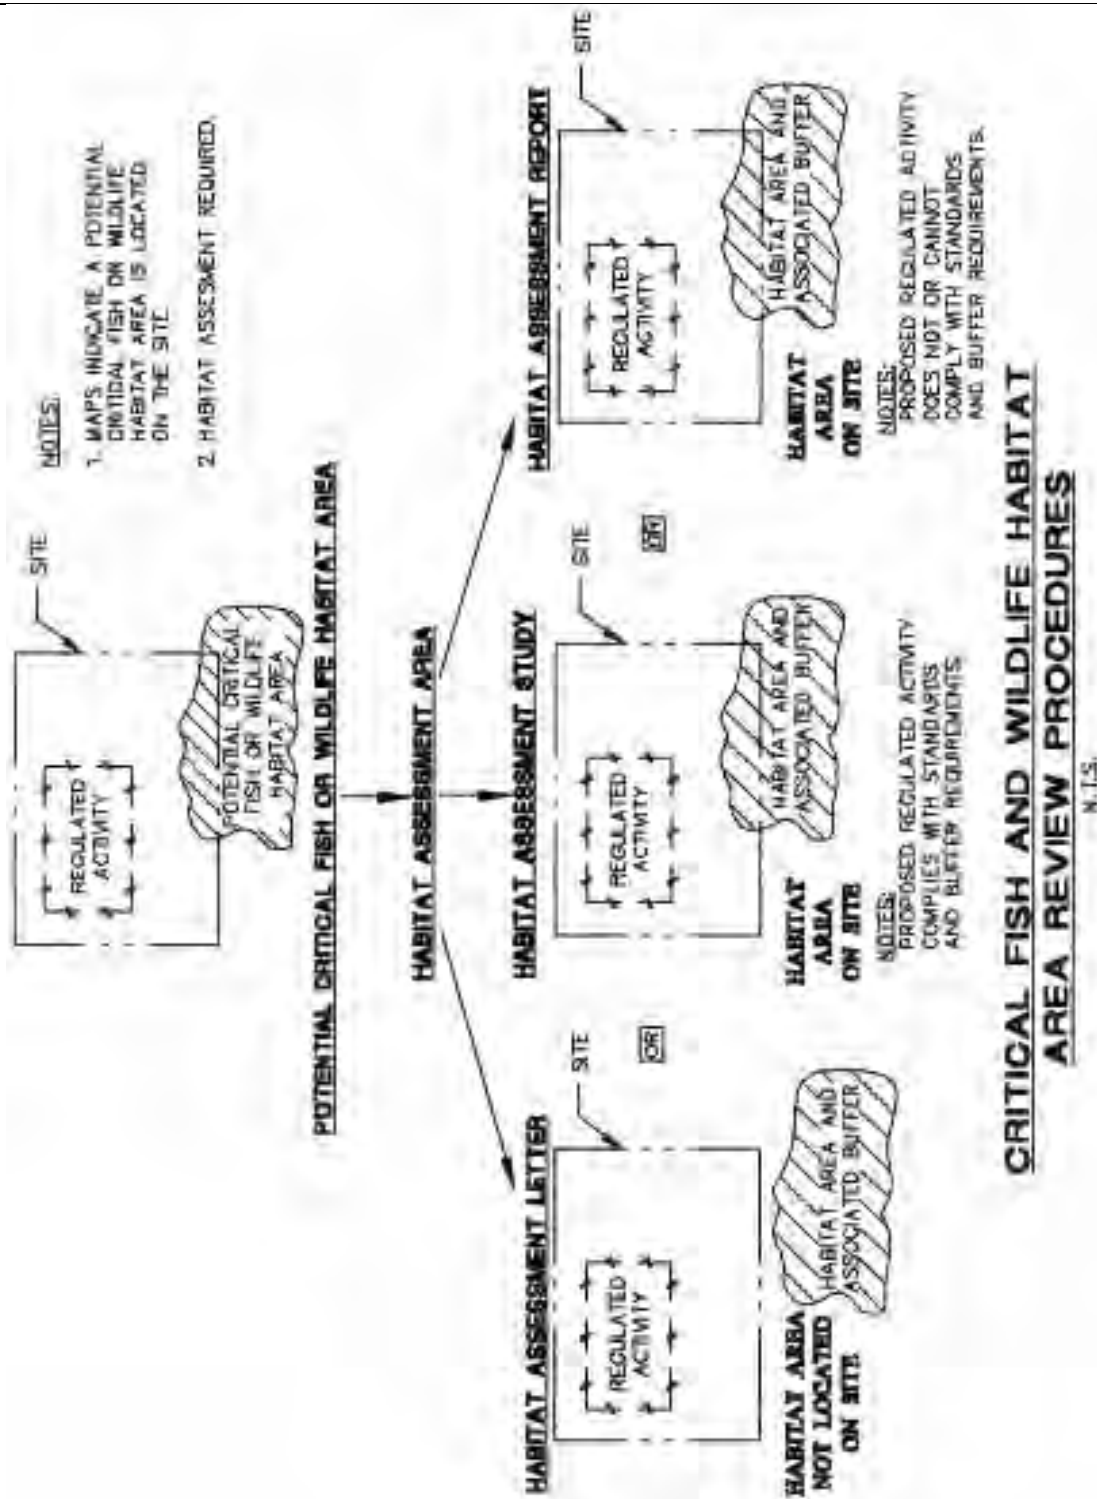 SITE
REGULATED
ACTIVITY
POTENTIAL CRITICAL
FISH OR WILDLIFE
HABITAT AREA
NOTES:
1. MAPS INDICATE A POTENTIAL
CRITICAL FISH OR WILDLIFE
HABITAT AREA IS LOCATED
ON THE SITE.
2. HABITAT ASSESMENT REQUIRED.
POTENTIAL CRITICAL FISH OR WILDLIFE HABITAT AREA
HABITAT ASSESSMENT AREA
HABITAT ASSESSMENT LETTER
SITE
REGULATED
ACTIVITY
HABITAT AREA AND
ASSOCIATED BUFFER
HABITAT AREA
NOT LOCATED
ON SITE
OR
HABITAT ASSESSMENT STUDY
SITE
REGULATED
ACTIVITY
HABITAT AREA AND
ASSOCIATED BUFFER
HABITAT
AREA
ON SITE
NOTES:
PROPOSED REGULATED ACTIVITY
COMPLIES WITH STANDARDS
AND BUFFER REQUIREMENTS.
OR
HABITAT ASSESSMENT REPORT
SITE
REGULATED
ACTIVITY
HABITAT AREA AND
ASSOCIATED BUFFER
HABITAT
AREA
ON SITE
NOTES:
PROPOSED REGULATED ACTIVITY
DOES NOT OR CANNOT
COMPLY WITH STANDARDS
AND BUFFER REQUIREMENTS.
CRITICAL FISH AND WILDLIFE HABITAT
AREA REVIEW PROCEDURES
N.T.S.